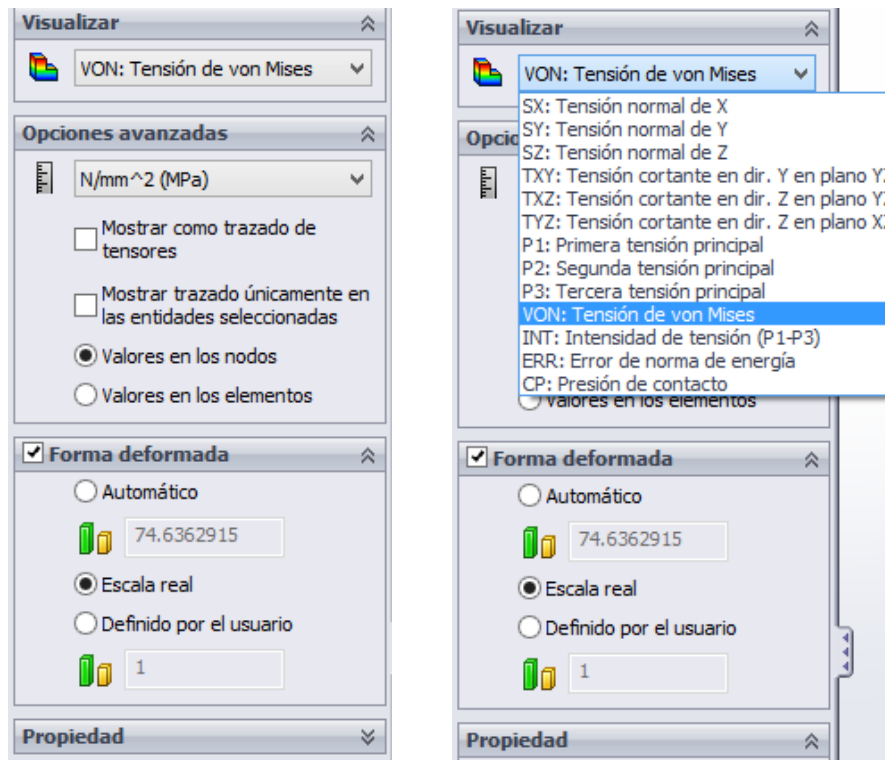 Visualizar
VON: Tensión de von Mises
Opciones avanzadas
N/mm^2 (MPa)
Mostrar como trazado de
tensores
Mostrar trazado únicamente en
las entidades seleccionadas
Valores en los nodos
Valores en los elementos
Forma deformada
Automático
74.6362915
Escala real
Definido por el usuario
1
Propiedad
Visualizar
VON: Tensión de von Mises
Opcio
SX: Tensión normal de X
SY: Tensión normal de Y
SZ: Tensión normal de Z
TXY: Tensión cortante en dir. Y en plano YZ
TXZ: Tensión cortante en dir. Z en plano YZ
TYZ: Tensión cortante en dir. Z en plano XZ
P1: Primera tensión principal
P2: Segunda tensión principal
P3: Tercera tensión principal
VON: Tensión de von Mises
INT: Intensidad de tensión (P1-P3)
ERR: Error de norma de energía
CP: Presión de contacto
Valores en los elementos
Forma deformada
Automático
74.6362915
Escala real
Definido por el usuario
1
Propiedad